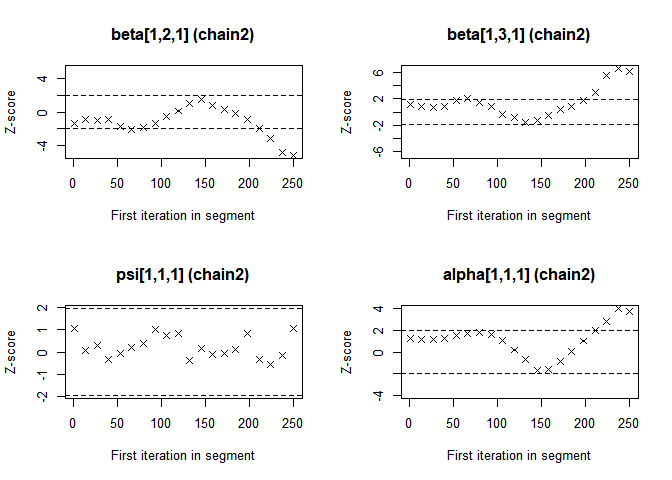 beta[1,2,1] (chain2)
Z-score
4
0
-4
0 50 100 150 200 250
First iteration in segment
beta[1,3,1] (chain2)
Z-score
6
2
-2
-6
0 50 100 150 200 250
First iteration in segment
psi[1,1,1] (chain2)
Z-score
2
1
0
-1
-2
0 50 100 150 200 250
First iteration in segment
alpha[1,1,1] (chain2)
Z-score
4
2
0
-4
0 50 100 150 200 250
First iteration in segment